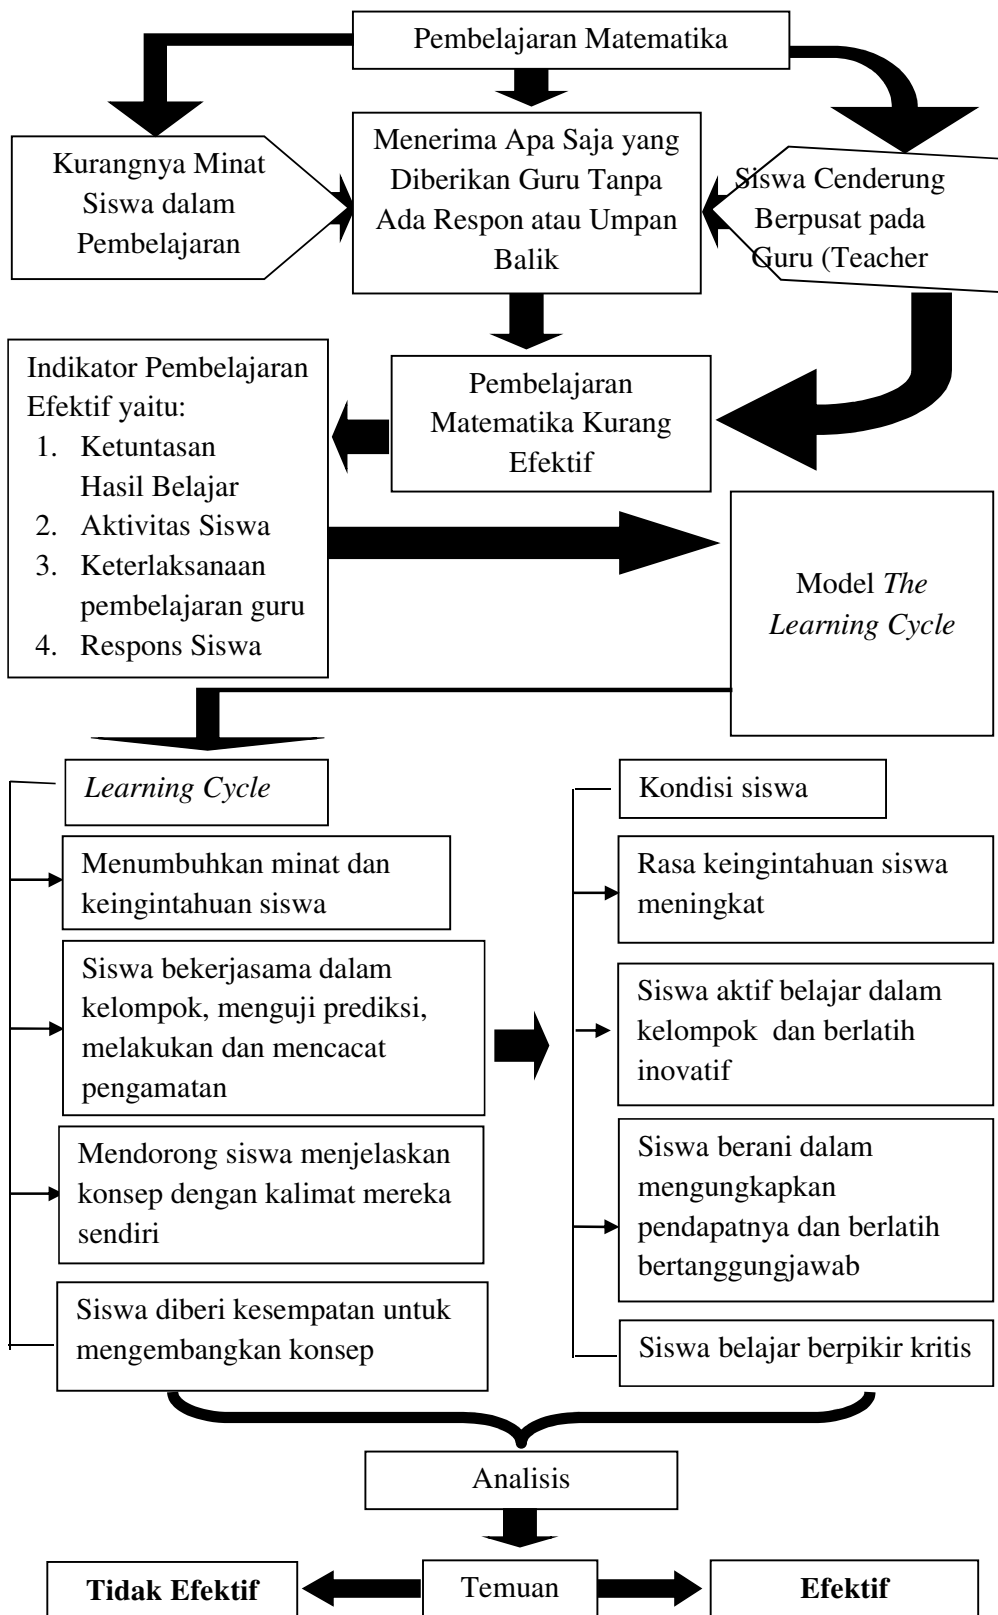 Pembelajaran Matematika
Kurangnya Minat
Siswa dalam
Pembelajaran
Menerima Apa Saja yang
Diberikan Guru Tanpa
Ada Respon atau Umpan
Balik
Siswa Cenderung
Berpusat pada
Guru (Teacher
Indikator Pembelajaran
Efektif yaitu:
1. Ketuntasan
Hasil Belajar
2. Aktivitas Siswa
3. Keterlaksanaan
pembelajaran guru
4. Respons Siswa
Pembelajaran
Matematika Kurang
Efektif
Model The
Learning Cycle
Learning Cycle
Menumbuhkan minat dan
keingintahuan siswa
Siswa bekerjasama dalam
kelompok, menguji prediksi,
melakukan dan mencacat
pengamatan
Mendorong siswa menjelaskan
konsep dengan kalimat mereka
sendiri
Siswa diberi kesempatan untuk
mengembangkan konsep
Kondisi siswa
Rasa keingintahuan siswa
meningkat
Siswa aktif belajar dalam
kelompok dan berlatih
inovatif
Siswa berani dalam
mengungkapkan
pendapatnya dan berlatih
bertanggungjawab
Siswa belajar berpikir kritis
Analisis
Tidak Efektif
Temuan
Efektif